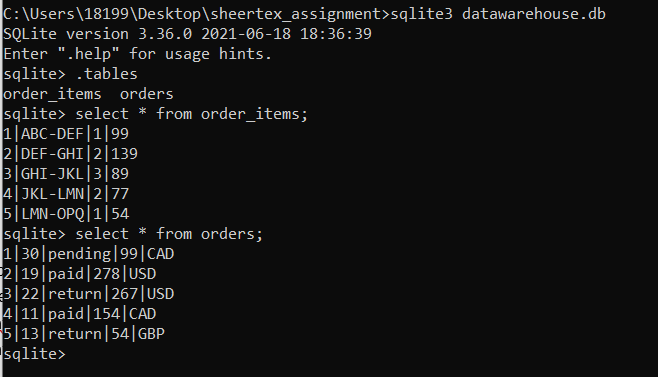 C:\Users\18199\Desktop\sheertex_assignment>sqlite3 datawarehouse.db
SQLite version 3.36.0 2021-06-18 18:36:39
Enter ".help" for usage hints.
sqlite> .tables
order_items  orders
sqlite> select * from order_items;
1|ABC-DEF|1|99
2|DEF-GHI|2|139
3|GHI-JKL|3|89
4|JKL-LMN|2|77
5|LMN-OPQ|1|54
sqlite> select * from orders;
1|30|pending|99|CAD
2|19|paid|278|USD
3|22|return|267|USD
4|11|paid|154|CAD
5|13|return|54|GBP
sqlite>